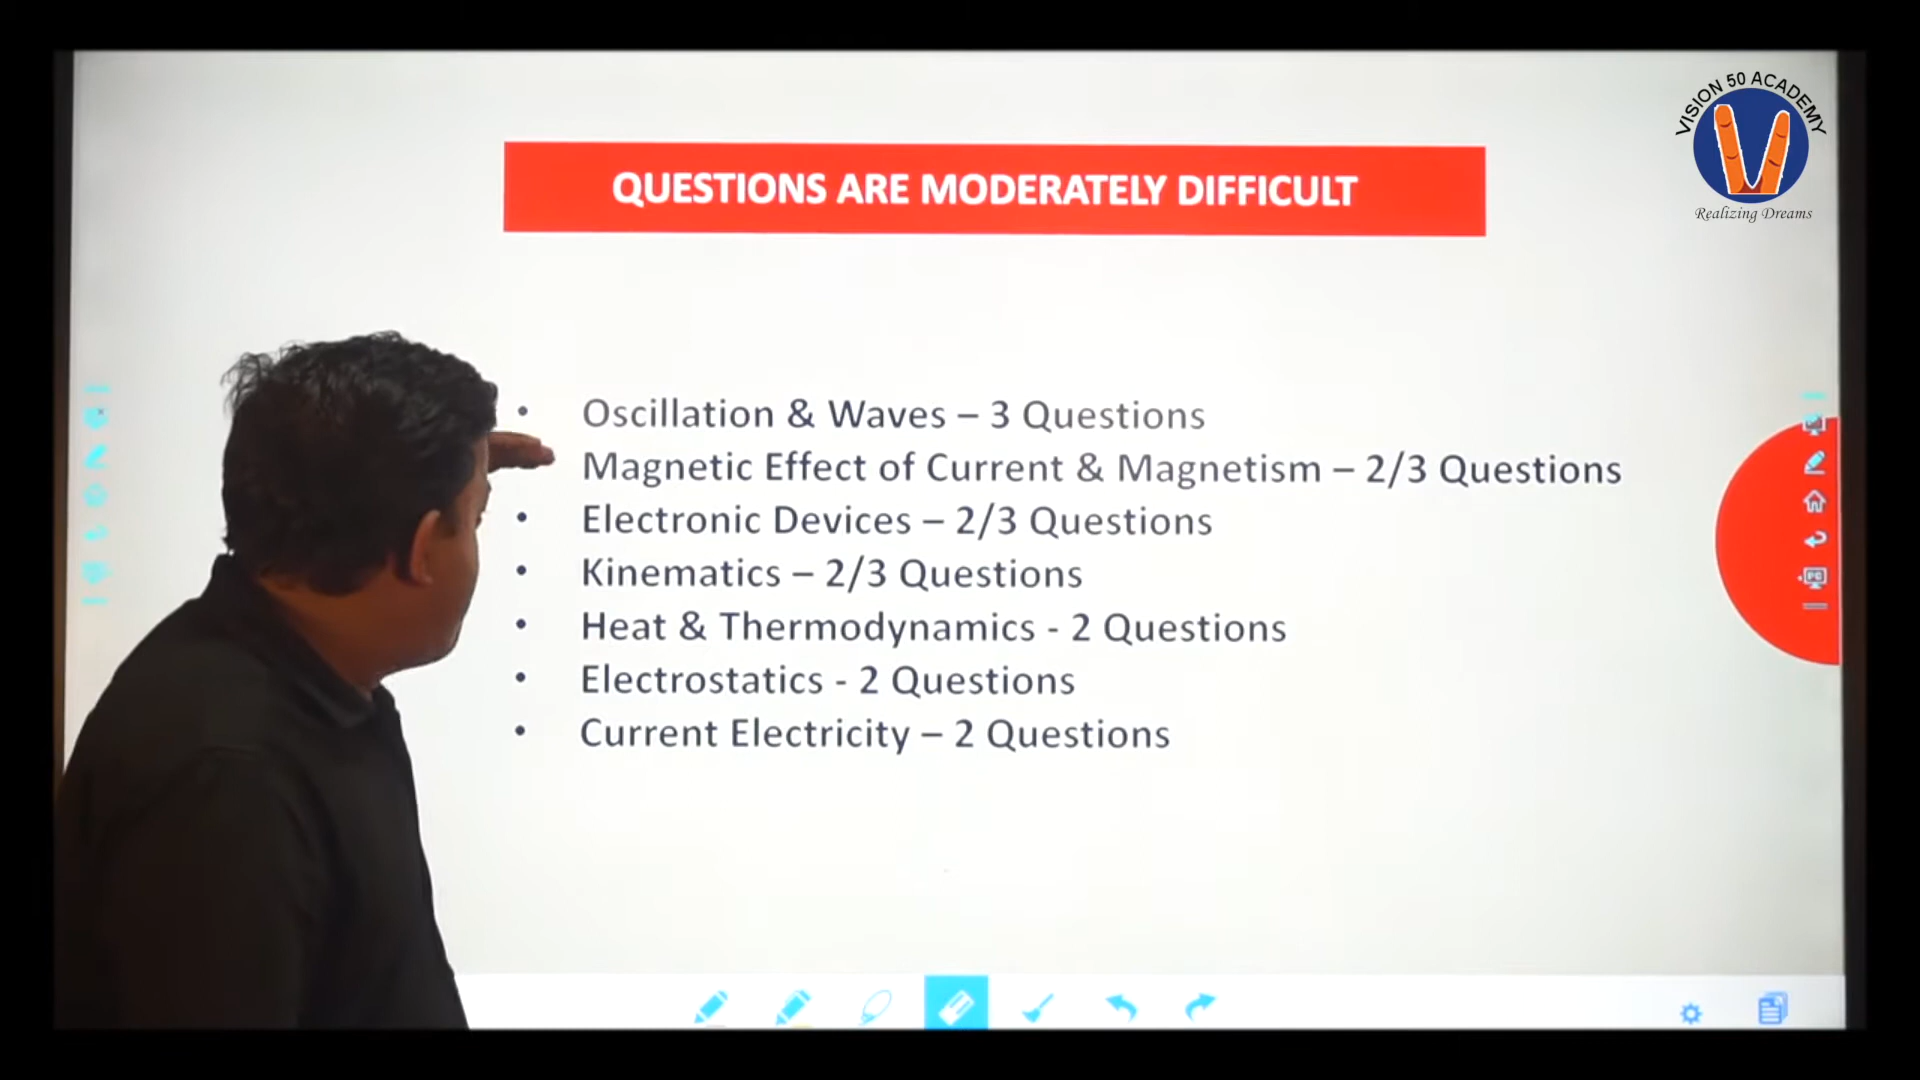 VISION 50 ACADEMY
Realizing Dreams
QUESTIONS ARE MODERATELY DIFFICULT
• Oscillation & Waves – 3 Questions
Magnetic Effect of Current & Magnetism – 2/3 Questions
• Electronic Devices – 2/3 Questions
• Kinematics – 2/3 Questions
• Heat & Thermodynamics - 2 Questions
• Electrostatics - 2 Questions
• Current Electricity – 2 Questions
PC